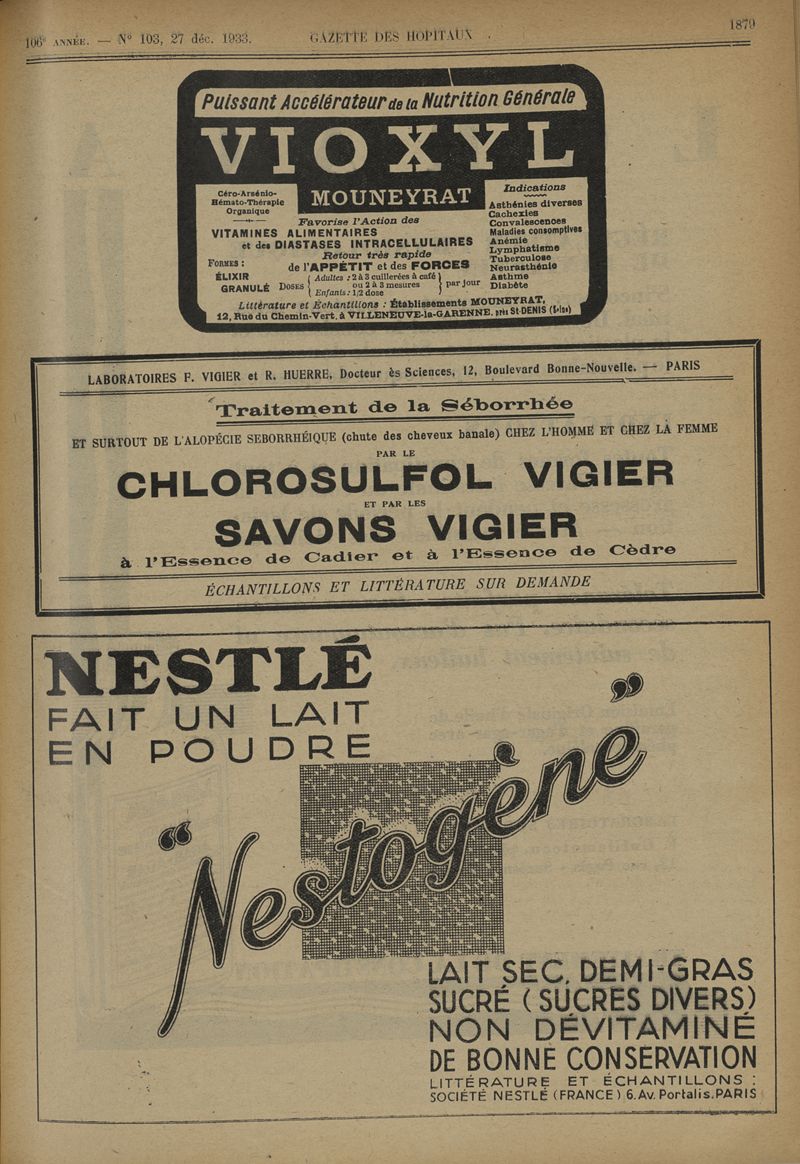 106e ANNÉE. — No 103, 27 déc. 1933. GAZETTE DES HOPITAUX 1879
Puissant Accélérateur de la Nutrition Générale
VIOXYL
MOUNEYRAT
Céro-Arsénio-
Hémato-Thérapie
Organique
Favorise l'Action des
VITAMINES ALIMENTAIRES
et des DIASTASES INTRACELLULAIRES
Retour très rapide
de l'APPÉTIT et des FORCES
FORMES :
ÉLIXIR
GRANULÉ
DOSES
Adultes : 2 à 3 cuillerées à café
ou 2 à 3 mesures
Enfants : 1/2 dose
par jour
Indications
Asthénies diverses
Cachexies
Convalescences
Maladies consomptives
Anémie
Lymphatisme
Tuberculose
Neurasthénie
Asthme
Diabète
Littérature et Échantillons : Établissements MOUNEYRAT,
12, Rue du Chemin-Vert, à VILLENEUVE-la-GARENNE, près St-DENIS (Seine)
LABORATOIRES P. VIGIER et R. HUERRE, Docteur ès Sciences, 12, Boulevard Bonne-Nouvelle. — PARIS
Traitement de la Séborrhée
ET SURTOUT DE L'ALOPÉCIE SEBORRHÉIQUE (chute des cheveux banale) CHEZ L'HOMME ET CHEZ LA FEMME
PAR LE
CHLOROSULFOL VIGIER
ET PAR LES
SAVONS VIGIER
à l'Essence de Cadier et à l'Essence de Cèdre
ÉCHANTILLONS ET LITTÉRATURE SUR DEMANDE
NESTLÉ
FAIT UN LAIT
EN POUDRE
"Nestogène"
LAIT SEC, DEMI-GRAS
SUCRÉ (SUCRES DIVERS)
NON DÉVITAMINÉ
DE BONNE CONSERVATION
LITTÉRATURE ET ÉCHANTILLONS :
SOCIÉTÉ NESTLÉ (FRANCE) 6. Av. Portalis. PARIS